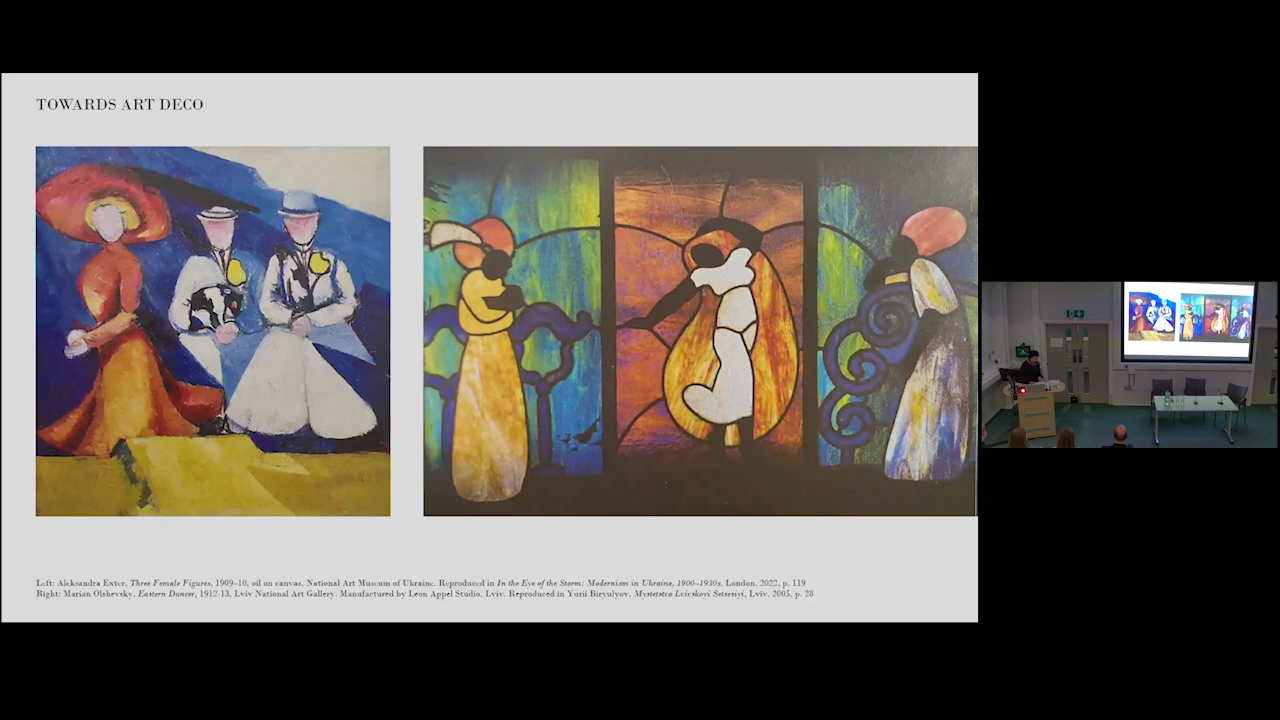 TOWARDS ART DECO
Left: Aleksandra Exter, Three Female Figures, 1909–10, oil on canvas, National Art Museum of Ukraine. Reproduced in In the Eye of the Storm: Modernism in Ukraine, 1900–1930s, London, 2022, p. 119
Right: Marian Olshevsky, Eastern Dancer, 1912-13, Lviv National Art Gallery. Manufactured by Leon Appel Studio, Lviv. Reproduced in Yurii Biryulyov, Mystetstvo Lvivskoyi Setsesiyi, Lviv, 2005, p. 28